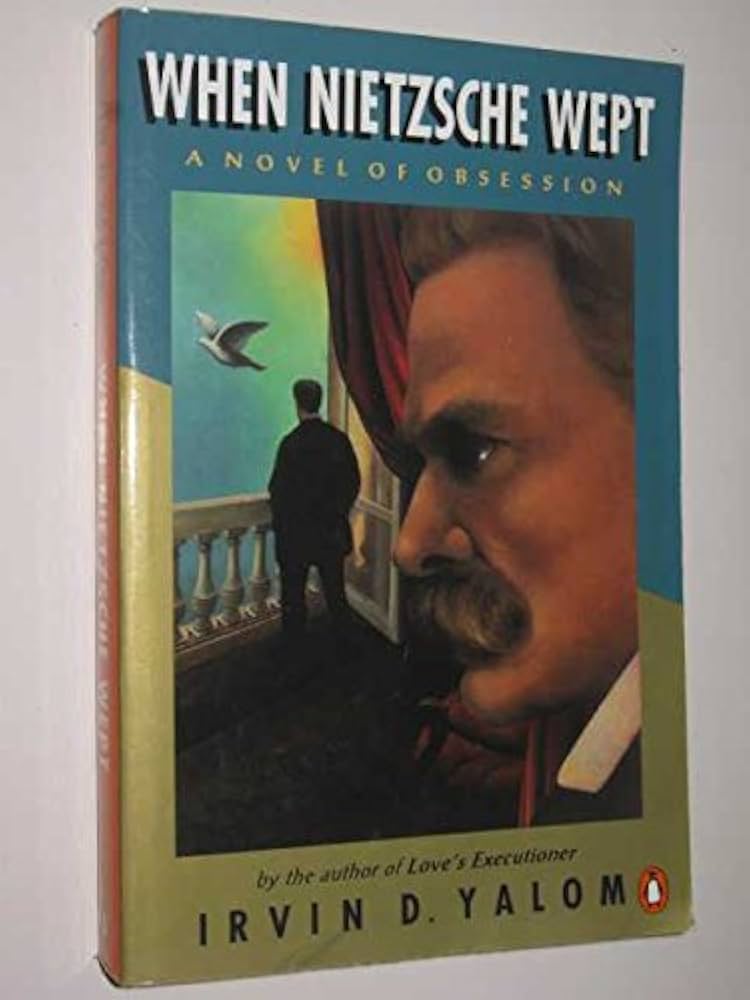 WHEN NIETZSCHE WEPT
A NOVEL OF OBSESSION
by the author of Love's Executioner
IRVIN D. YALOM
WHEN NIETZSCHE WEPT